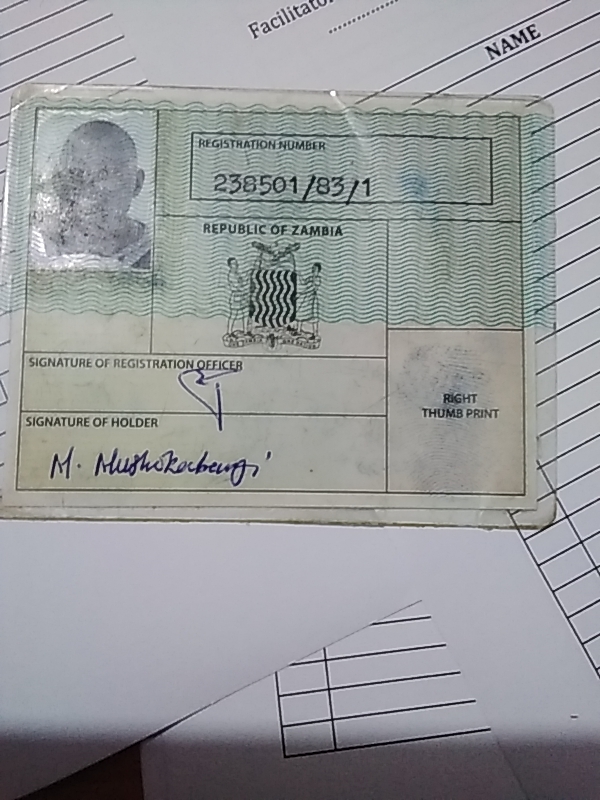 Facilitato
NAME
REGISTRATION NUMBER
238501/83/1
REPUBLIC OF ZAMBIA
SIGNATURE OF REGISTRATION OFFICER
SIGNATURE OF HOLDER
M.
RIGHT
THUMB PRINT